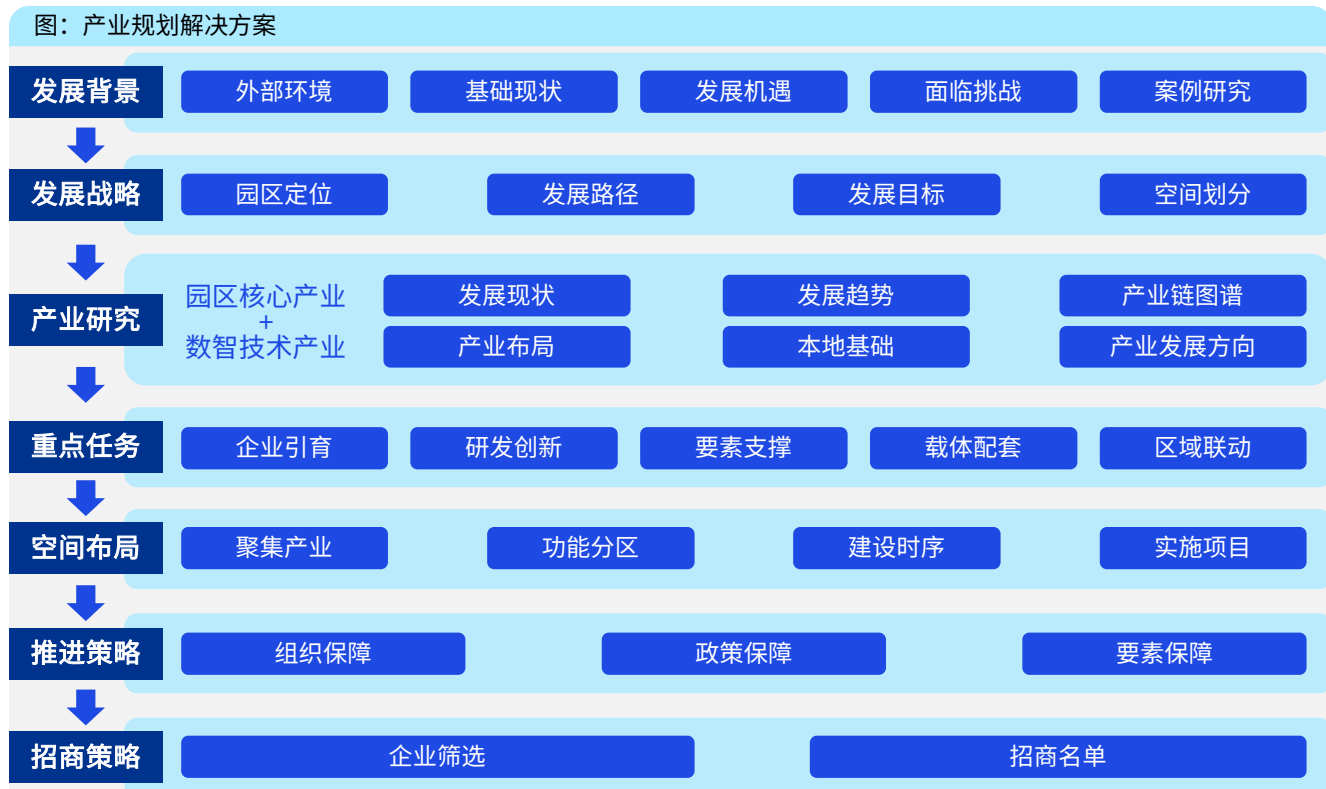 图：产业规划解决方案
发展背景
外部环境
基础现状
发展机遇
面临挑战
案例研究
发展战略
园区定位
发展路径
发展目标
空间划分
产业研究
园区核心产业
+
数智技术产业
发展现状
发展趋势
产业链图谱
产业布局
本地基础
产业发展方向
重点任务
企业引育
研发创新
要素支撑
载体配套
区域联动
空间布局
聚集产业
功能分区
建设时序
实施项目
推进策略
组织保障
政策保障
要素保障
招商策略
企业筛选
招商名单